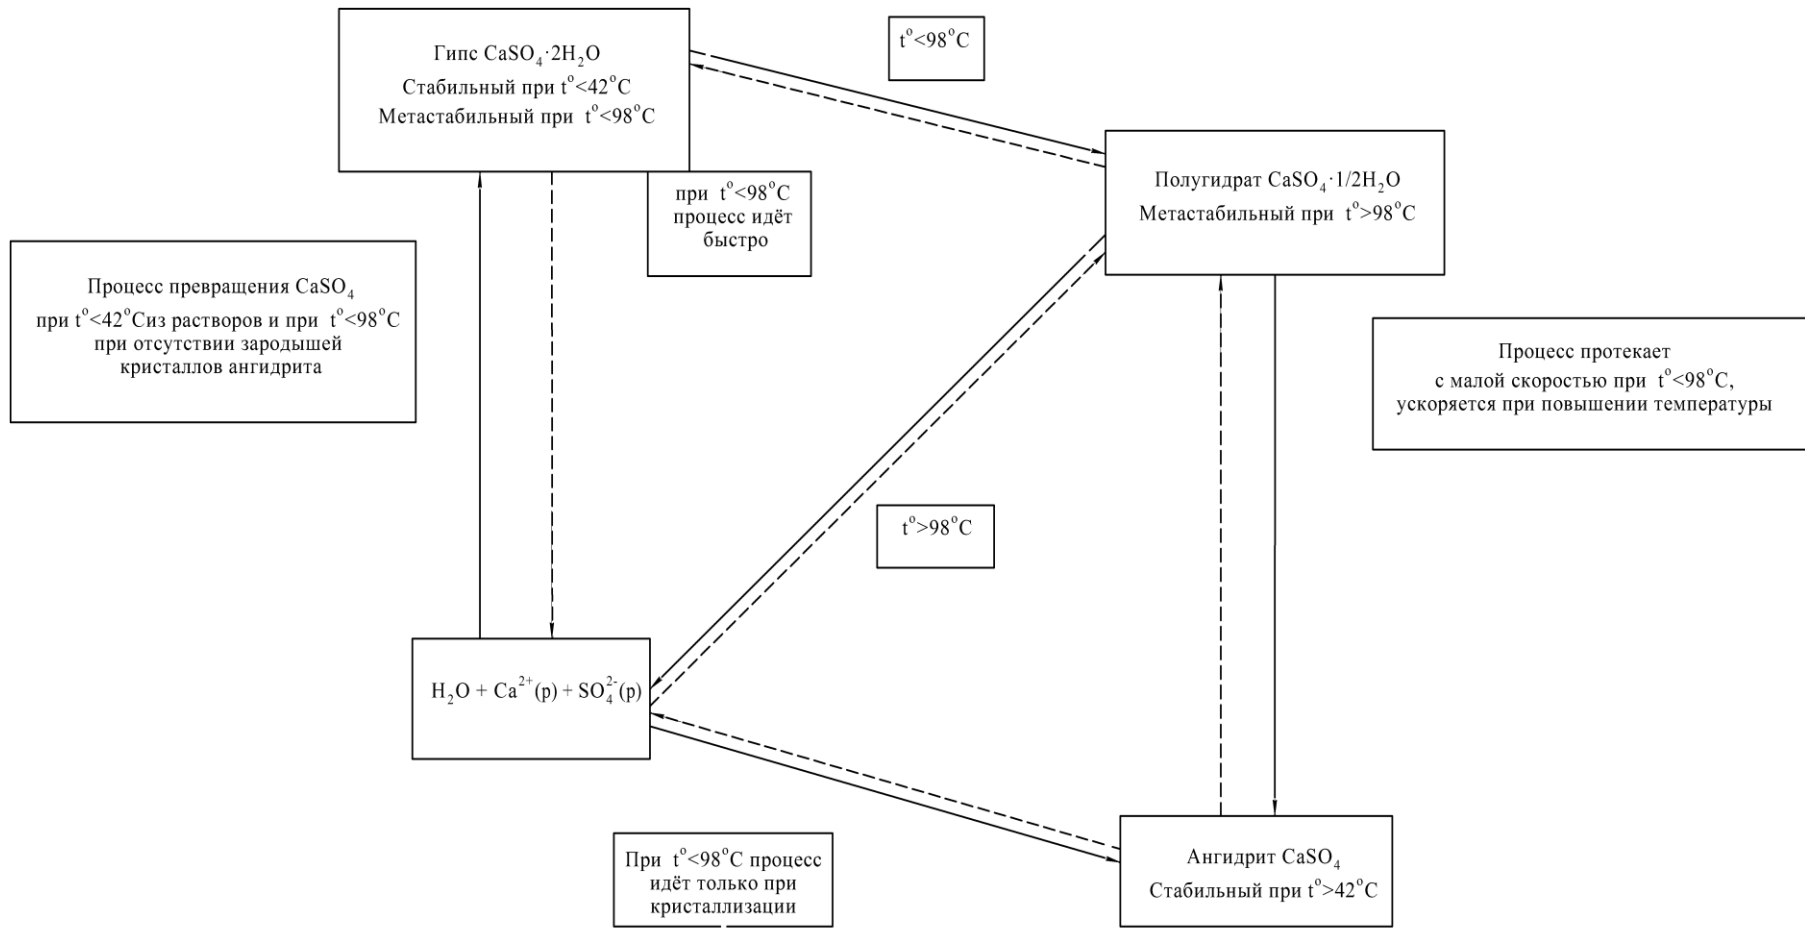 Гипс CaSO₄·2H₂O
Стабильный при t°<42°C
Метастабильный при t°<98°C
t°<98°C
при t°<98°C
процесс идёт
быстро
Полугидрат CaSO₄·1/2H₂O
Метастабильный при t°>98°C
Процесс превращения CaSO₄
при t°<42°Cиз растворов и при t°<98°C
при отсутствии зародышей
кристаллов ангидрита
Процесс протекает
с малой скоростью при t°<98°C,
ускоряется при повышении температуры
t°>98°C
H₂O + Ca²⁺(р) + SO₄²⁻(р)
При t°<98°C процесс
идёт только при
кристаллизации
Ангидрит CaSO₄
Стабильный при t°>42°C